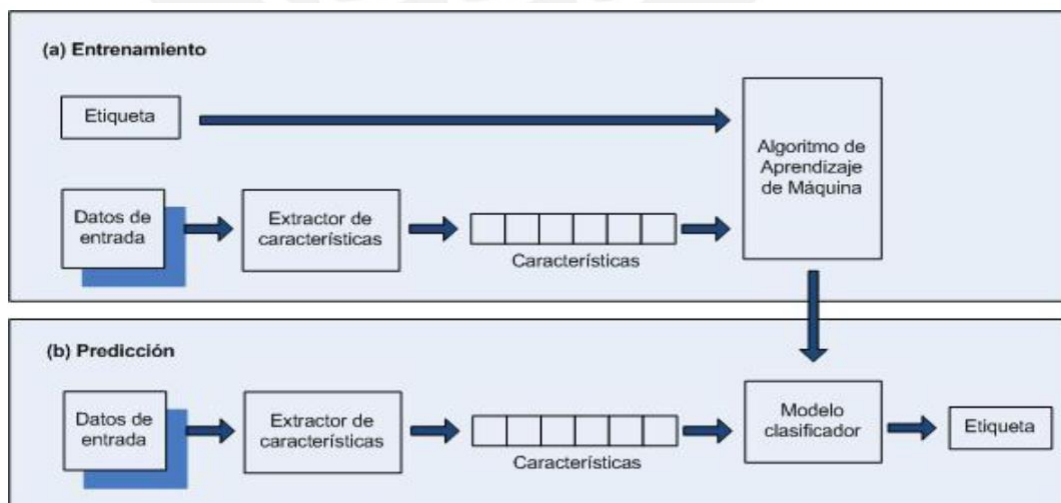 (a) Entrenamiento
Etiqueta
Algoritmo de
Aprendizaje
de Máquina
Datos de
entrada
Extractor de
características
Características
(b) Predicción
Datos de
entrada
Extractor de
características
Características
Modelo
clasificador
Etiqueta